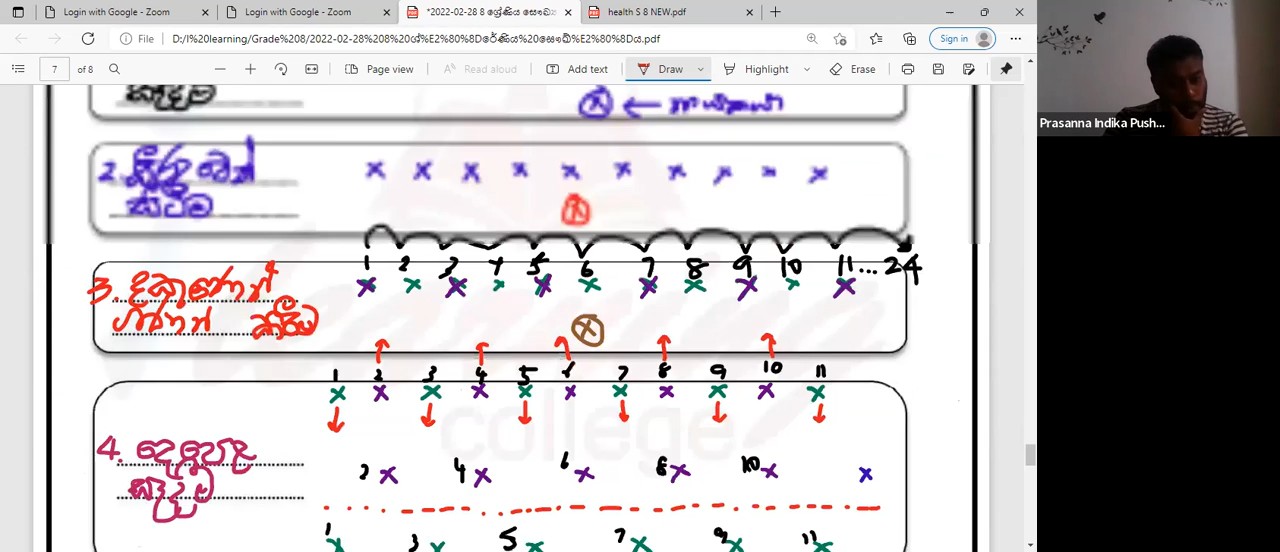 Login with Google - Zoom
Login with Google - Zoom
*2022-02-28 8 ශ්‍රේණිය සෞඛ්‍ය
health S 8 NEW.pdf
File
D:/I%20learning/Grade%208/2022-02-28%208%20ශ්%E2%80%8Dරේණිය%20සෞඛ්%E2%80%8Dය.pdf
Sign in
7 of 8
Page view
Read aloud
Add text
Draw
Highlight
Erase
Prasanna Indika Push...
x ←
2.
x x x x x x x x x x
සිටීම
1 2 3 4 5 6 7 8 9 10 11 ... 24
3. දකුණෙන්
x x x x x x x x x x x
x
1 2 3 4 5 6 7 8 9 10 11
x x x x x x x x x x x
4. දෙපෙළ
සෑදීම
2 x 4 x 6 x 8 x 10 x x
1 x 3 x 5 x 7 x 9 x 11 x
college